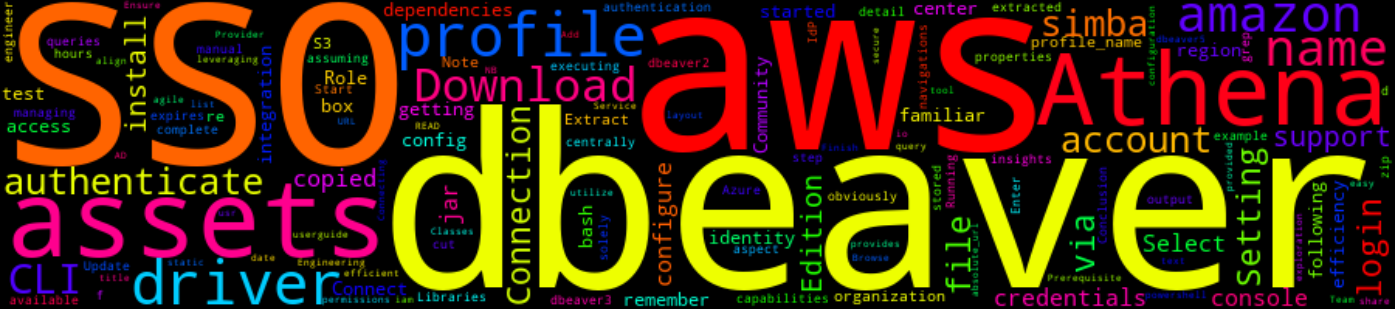 engineer
SSO
queries
hours
align
install
Ensure
Provider
manual
leveraging
integration
S3
assuming
Role
Start
box
URL
test
managing
access
agile
list
expires
re
complete
AD
dependencies
profile
authentication
Add
Note
executing
Download
getting
READ
config
Service
Extract
centrally
dbeaver2
started
detail
center
extracted
aws
Community
layout
IdP
secure
navigations
tool
familiar
io
query
step
Finish
simba
profile_name
properties
configuration
amazon
dbeaver5
region
grep
name
Athena
d
account
example
support
authenticate
copied
Connecting
assets
usr
userguide
CLI
Update
title
f
available
static
date
Engineering
driver
efficient
Connect
permissions
iam
dbeaver
jar
Classes
cut
Connection
Libraries
utilize
bash
solely
dbeaver3
remember
configure
Azure
identity
aspect
capabilities
Edition
obviously
provides
Browse
organization
stored
Running
insights
Enter
file
absolute_url
Prerequisite
credentials
via
Conclusion
output
Select
text
powershell
console
provided
Setting
exploration
following
easy
zip
efficiency
login
Team
share